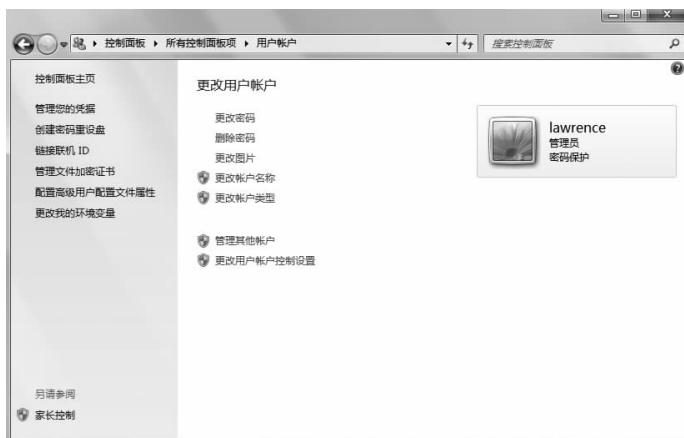 控制面板 ▸ 所有控制面板项 ▸ 用户帐户
搜索控制面板
控制面板主页
管理您的凭据
创建密码重设盘
链接联机 ID
管理文件加密证书
配置高级用户配置文件属性
更改我的环境变量
另请参阅
家长控制
更改用户帐户
更改密码
删除密码
更改图片
更改帐户名称
更改帐户类型
管理其他帐户
更改用户帐户控制设置
lawrence
管理员
密码保护